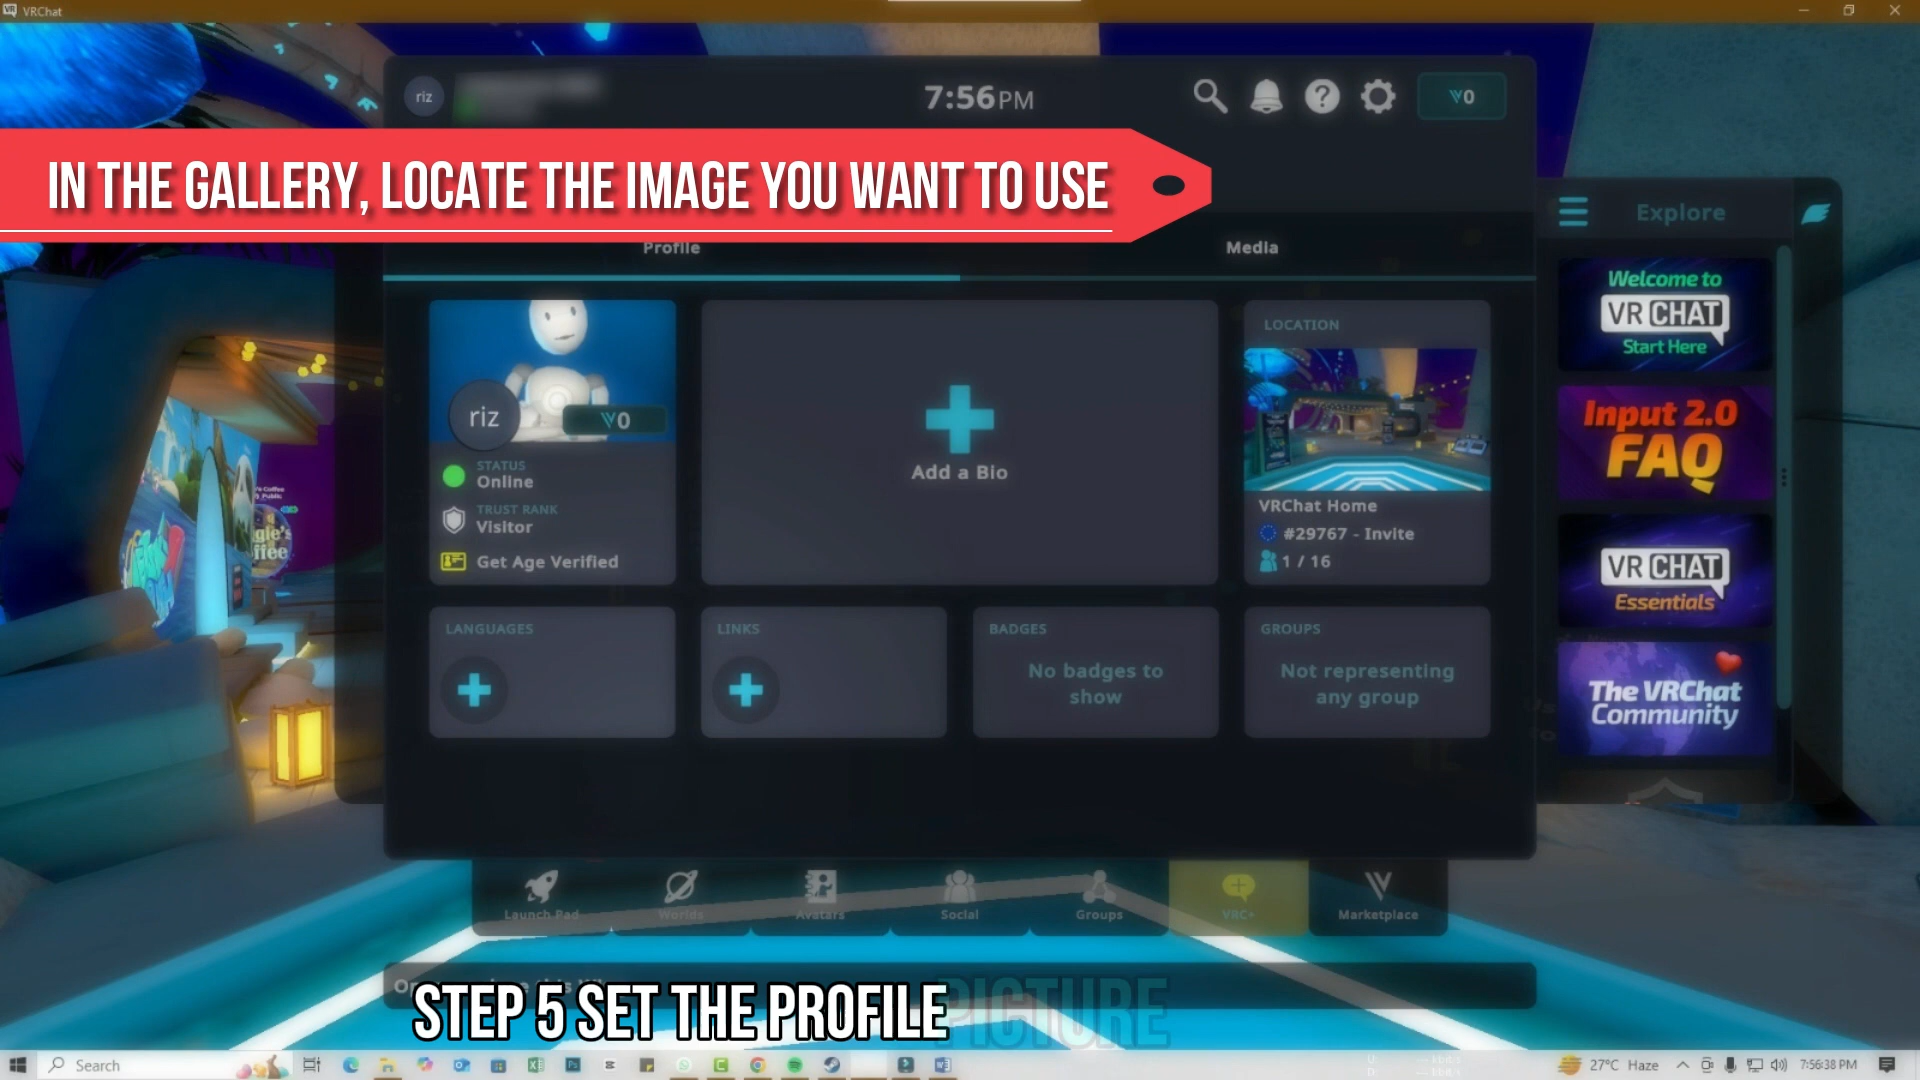 VRChat
riz
7:56 PM
0
IN THE GALLERY, LOCATE THE IMAGE YOU WANT TO USE
Profile
Media
Explore
Welcome to
VR CHAT
Start Here
Input 2.0
FAQ
VR CHAT
Essentials
The VRChat
Community
riz
0
STATUS
Online
TRUST RANK
Visitor
Get Age Verified
Add a Bio
LOCATION
VRChat Home
#29767 - Invite
1 / 16
LANGUAGES
LINKS
BADGES
No badges to
show
GROUPS
Not representing
any group
Launch Pad
Worlds
Avatars
Social
Groups
VRC+
Marketplace
STEP 5 SET THE PROFILE PICTURE
Search
27°C Haze
7:56:38 PM